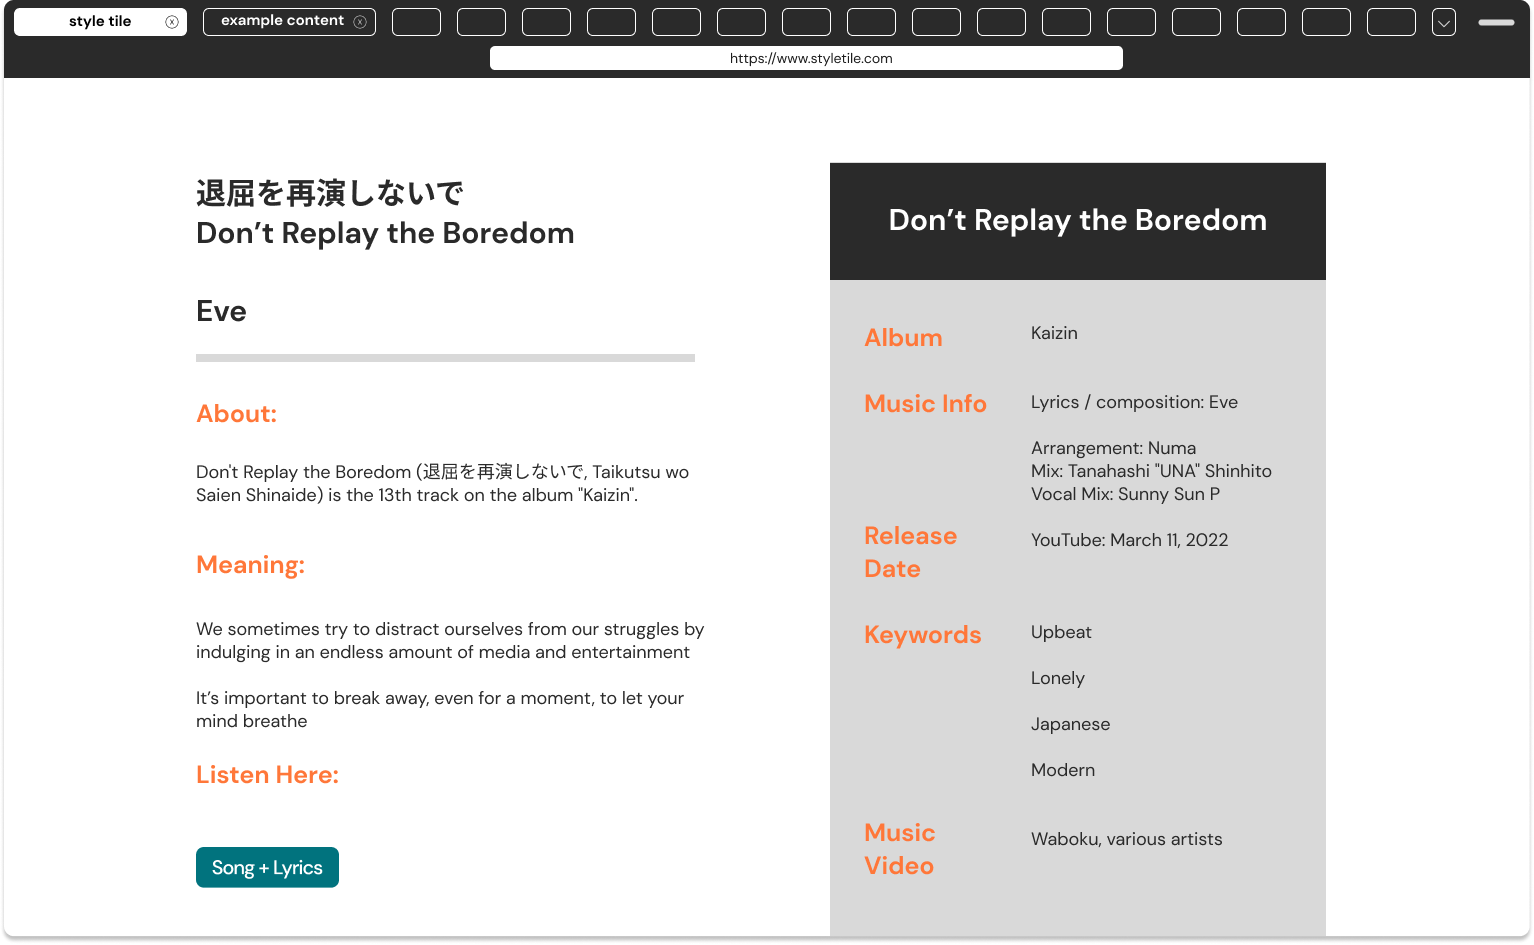 style tile ⓧ
example content ⓧ
https://www.styletile.com
退屈を再演しないで
Don’t Replay the Boredom
Eve
About:
Don't Replay the Boredom (退屈を再演しないで, Taikutsu wo
Saien Shinaide) is the 13th track on the album "Kaizin".
Meaning:
We sometimes try to distract ourselves from our struggles by
indulging in an endless amount of media and entertainment
It’s important to break away, even for a moment, to let your
mind breathe
Listen Here:
Song + Lyrics
Don’t Replay the Boredom
Album
Kaizin
Music Info
Lyrics / composition: Eve
Arrangement: Numa
Mix: Tanahashi "UNA" Shinhito
Vocal Mix: Sunny Sun P
Release
Date
YouTube: March 11, 2022
Keywords
Upbeat
Lonely
Japanese
Modern
Music
Video
Waboku, various artists